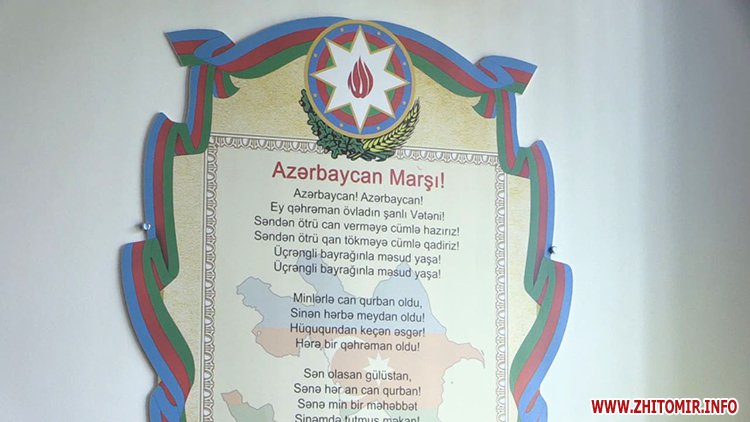 Azərbaycan Marşı!
Azərbaycan! Azərbaycan!
Ey qəhrəman övladın şanlı Vətəni!
Səndən ötrü can verməyə cümlə hazırız!
Səndən ötrü qan tökməyə cümlə qadiriz!
Üçrəngli bayrağınla məsud yaşa!
Üçrəngli bayrağınla məsud yaşa!
Minlərlə can qurban oldu,
Sinən hərbə meydan oldu!
Hüququndan keçən əsgər!
Hərə bir qəhrəman oldu!
Sən olasan gülüstan,
Sənə hər an can qurban!
Sənə min bir məhəbbət
Sinəmdə tutmuş məkan!
WWW.ZHITOMIR.INFO